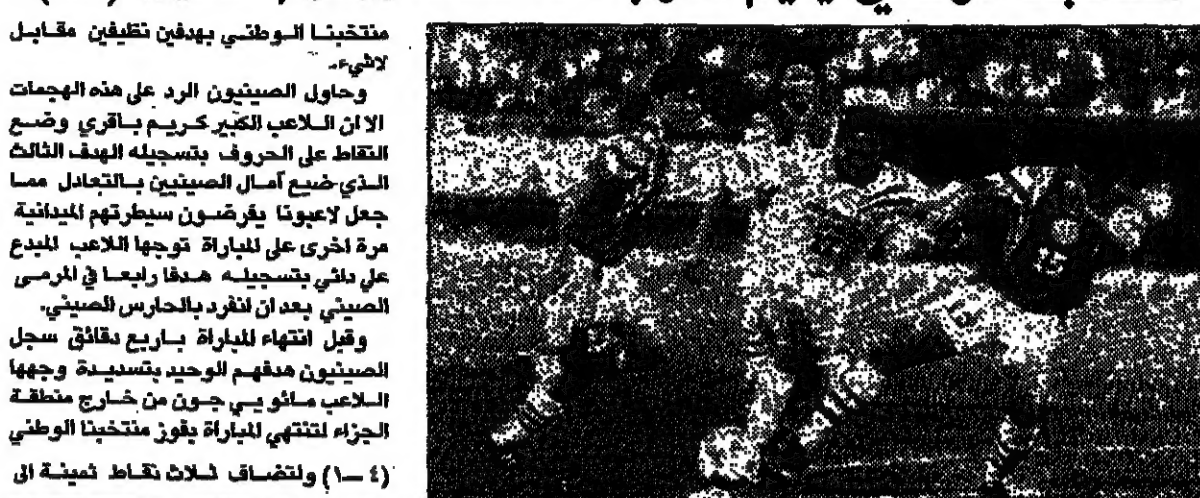 منتخبنا الوطني بهدفين نظيفين مقابل
لاشيء.
وحاول الصينيون الرد على هذه الهجمات
الا ان اللاعب الكبير كريم باقري وضع
النقاط على الحروف بتسجيله الهدف الثالث
الذي ضيع آمال الصينيين بالتعادل مما
جعل لاعبونا يفرضون سيطرتهم الميدانية
مرة اخرى على المباراة توجها اللاعب المبدع
علي دائي بتسجيله هدفا رابعا في المرمى
الصيني بعد ان انفرد بالحارس الصيني.
وقبل انتهاء المباراة باربع دقائق سجل
الصينيون هدفهم الوحيد بتسديدة وجهها
اللاعب مائو يي جون من خارج منطقة
الجزاء لتنتهي المباراة بفوز منتخبنا الوطني
(٤ –١) ولتضاف ثلاث نقاط ثمينة الى